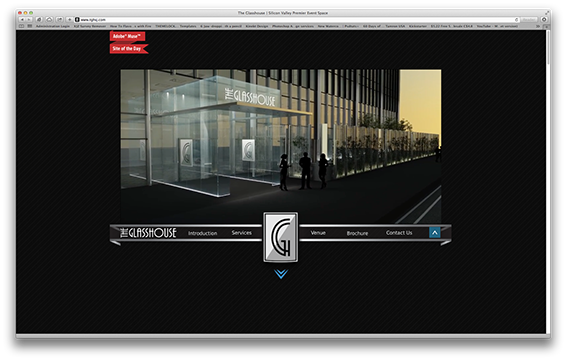 The Glasshouse | Silicon Valley Premier Event Space
www.tghsj.com
Adobe® Muse™
Site of the Day
THE GLASSHOUSE
THE GLASSHOUSE
Introduction
Services
GH
Venue
Brochure
Contact Us